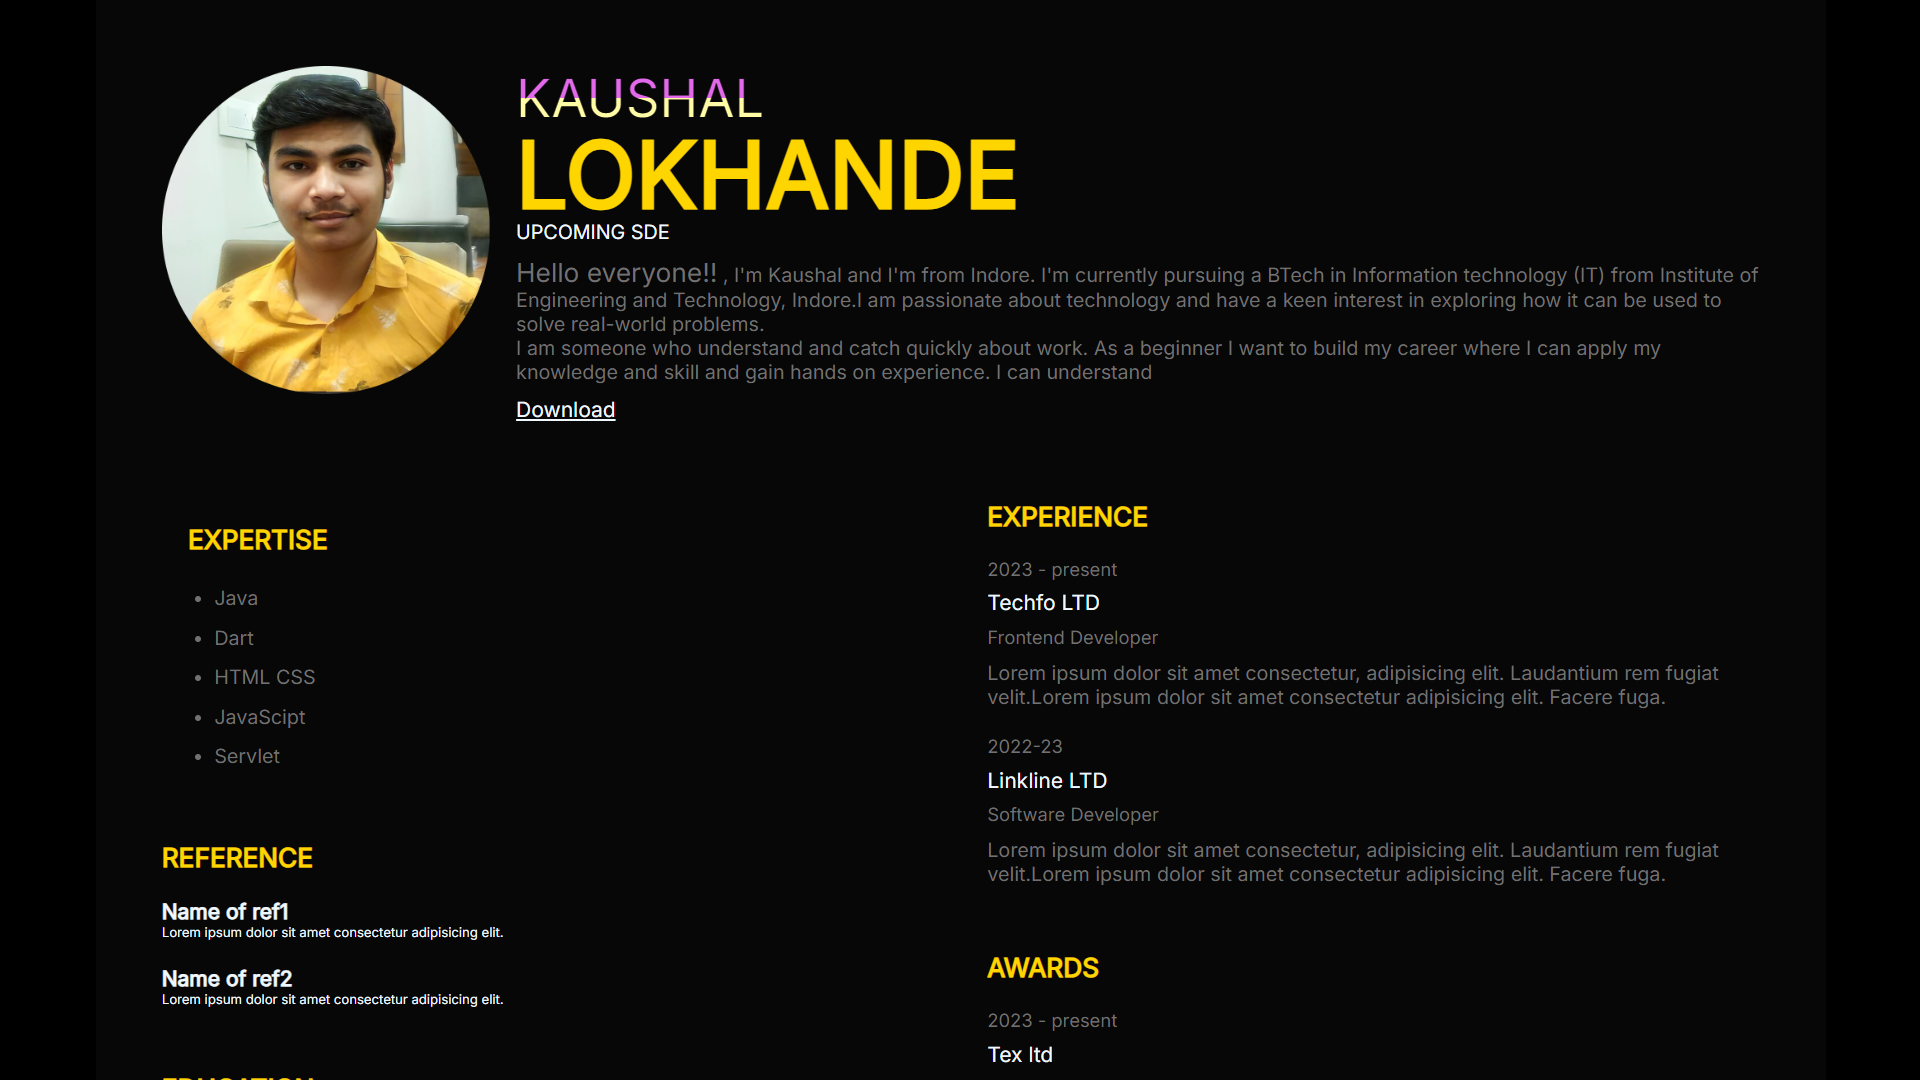 KAUSHAL
LOKHANDE
UPCOMING SDE
Hello everyone!! , I'm Kaushal and I'm from Indore. I'm currently pursuing a BTech in Information technology (IT) from Institute of
Engineering and Technology, Indore.I am passionate about technology and have a keen interest in exploring how it can be used to
solve real-world problems.
I am someone who understand and catch quickly about work. As a beginner I want to build my career where I can apply my
knowledge and skill and gain hands on experience. I can understand
Download
EXPERTISE
• Java
• Dart
• HTML CSS
• JavaScipt
• Servlet
REFERENCE
Name of ref1
Lorem ipsum dolor sit amet consectetur adipisicing elit.
Name of ref2
Lorem ipsum dolor sit amet consectetur adipisicing elit.
EDUCATION
EXPERIENCE
2023 - present
Techfo LTD
Frontend Developer
Lorem ipsum dolor sit amet consectetur, adipisicing elit. Laudantium rem fugiat
velit.Lorem ipsum dolor sit amet consectetur adipisicing elit. Facere fuga.
2022-23
Linkline LTD
Software Developer
Lorem ipsum dolor sit amet consectetur, adipisicing elit. Laudantium rem fugiat
velit.Lorem ipsum dolor sit amet consectetur adipisicing elit. Facere fuga.
AWARDS
2023 - present
Tex ltd